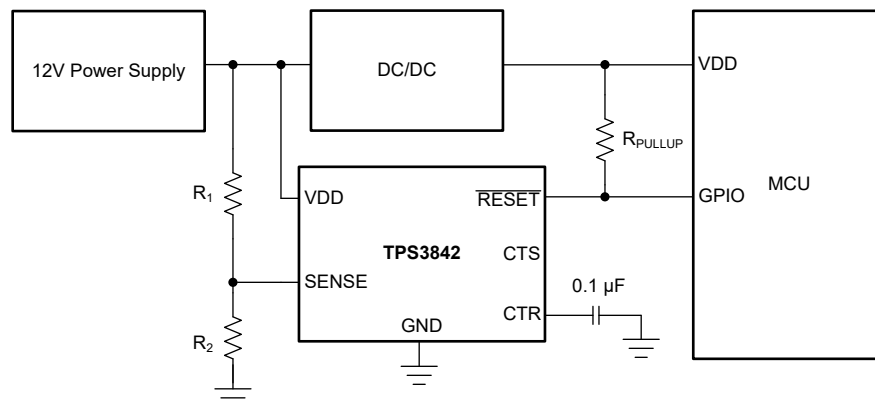 12V Power Supply
DC/DC
VDD
R1
RPULLUP
VDD
RESET
GPIO
MCU
TPS3842
CTS
SENSE
0.1 µF
CTR
GND
R2